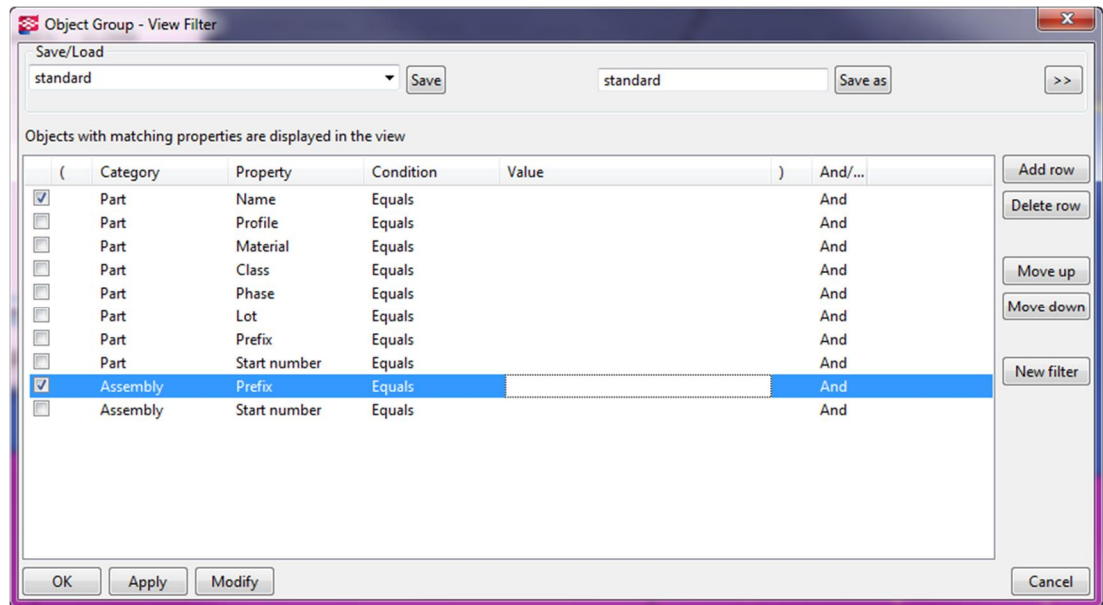 Object Group - View Filter
Save/Load
standard Save standard Save as >>
Objects with matching properties are displayed in the view
( Category Property Condition Value ) And/... Add row
Part Name Equals And
Delete row
Part Profile Equals And
Part Material Equals And
Part Class Equals And Move up
Part Phase Equals And
Part Lot Equals And Move down
Part Prefix Equals And
Part Start number Equals And
New filter
Assembly Prefix Equals And
Assembly Start number Equals And
OK Apply Modify Cancel